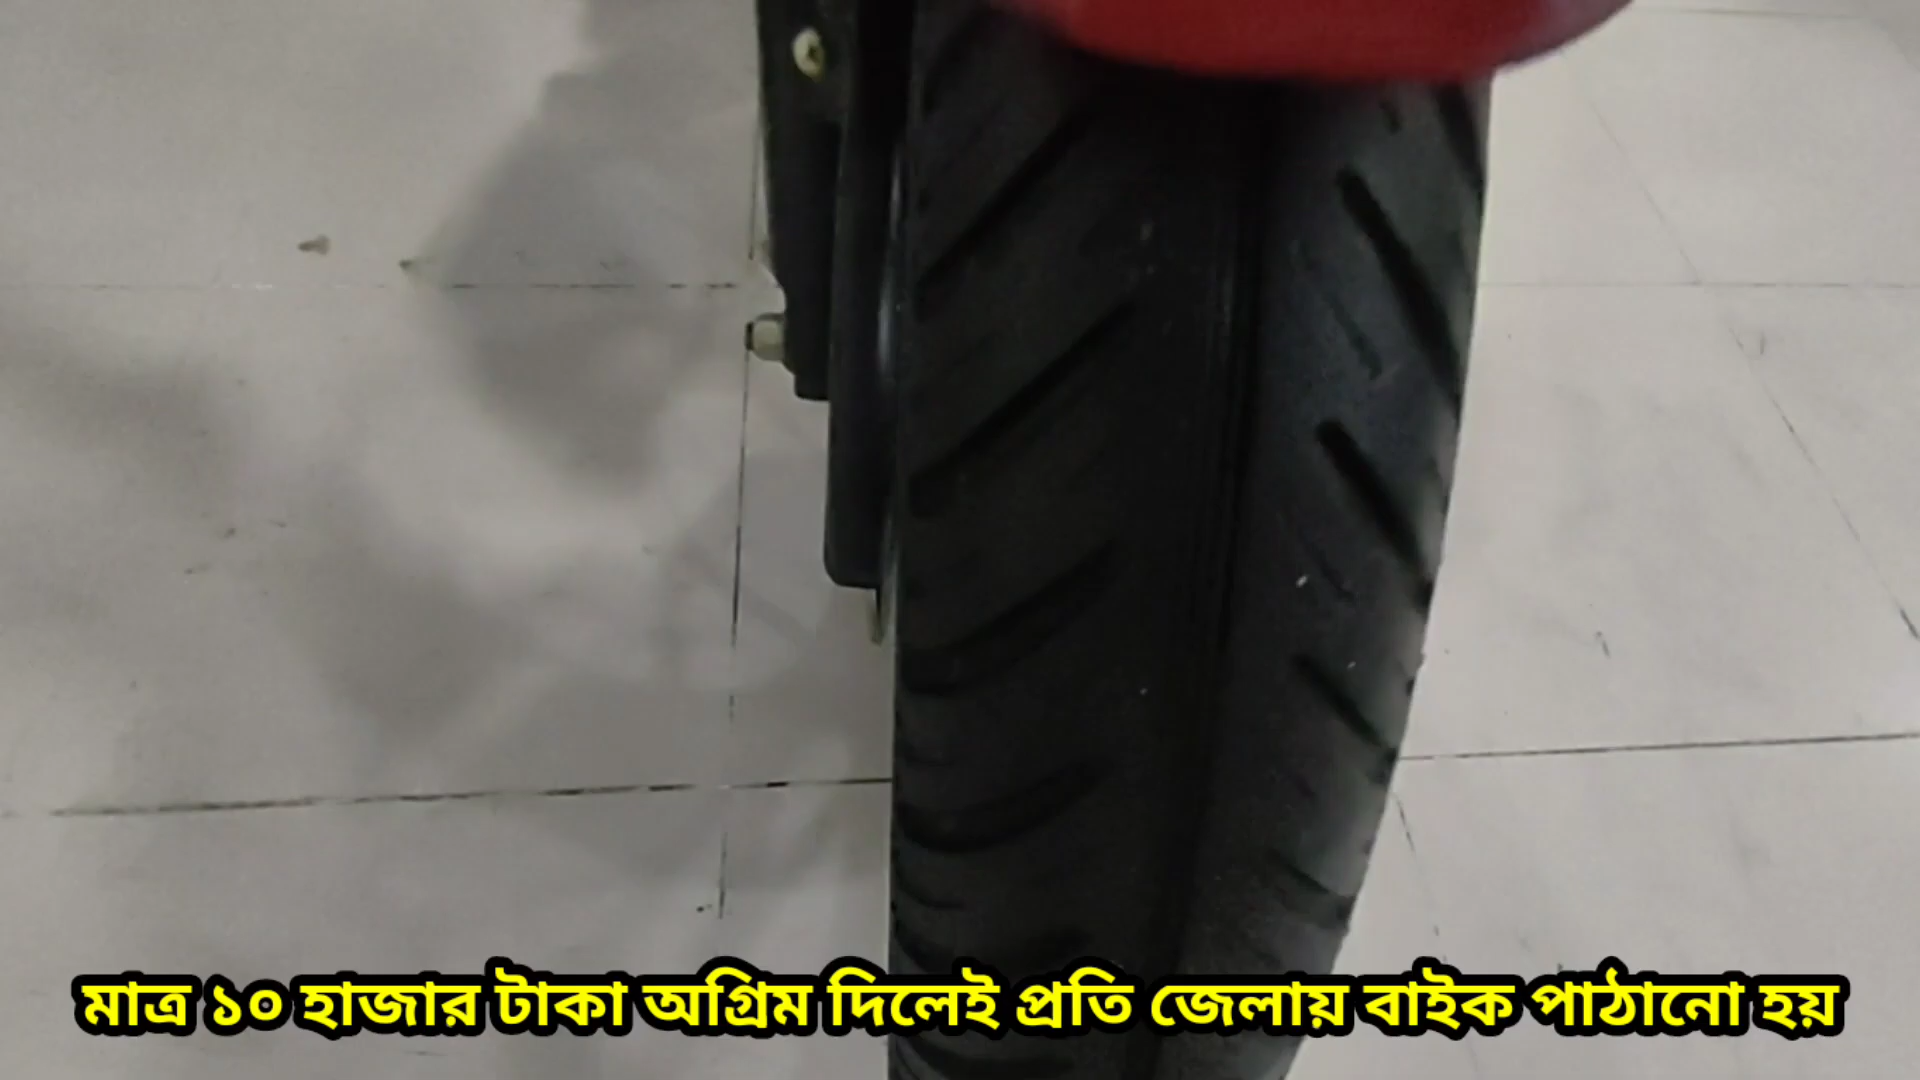 মাত্র ১০ হাজার টাকা অগ্রিম দিলেই প্রতি জেলায় বাইক পাঠানো হয়